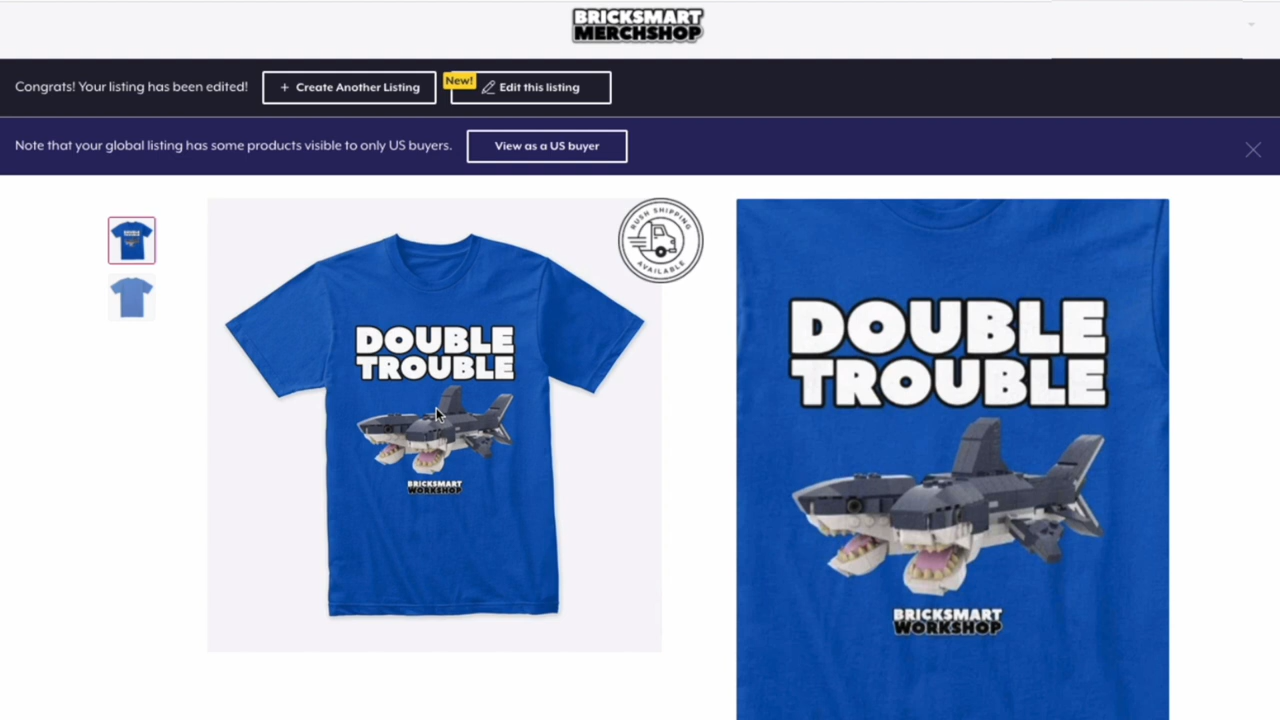 BRICKSMART
MERCHSHOP
Congrats! Your listing has been edited!
+ Create Another Listing
New!
Edit this listing
Note that your global listing has some products visible to only US buyers.
View as a US buyer
RUSH SHIPPING
AVAILABLE
DOUBLE
TROUBLE
BRICKSMART
WORKSHOP
DOUBLE
TROUBLE
BRICKSMART
WORKSHOP